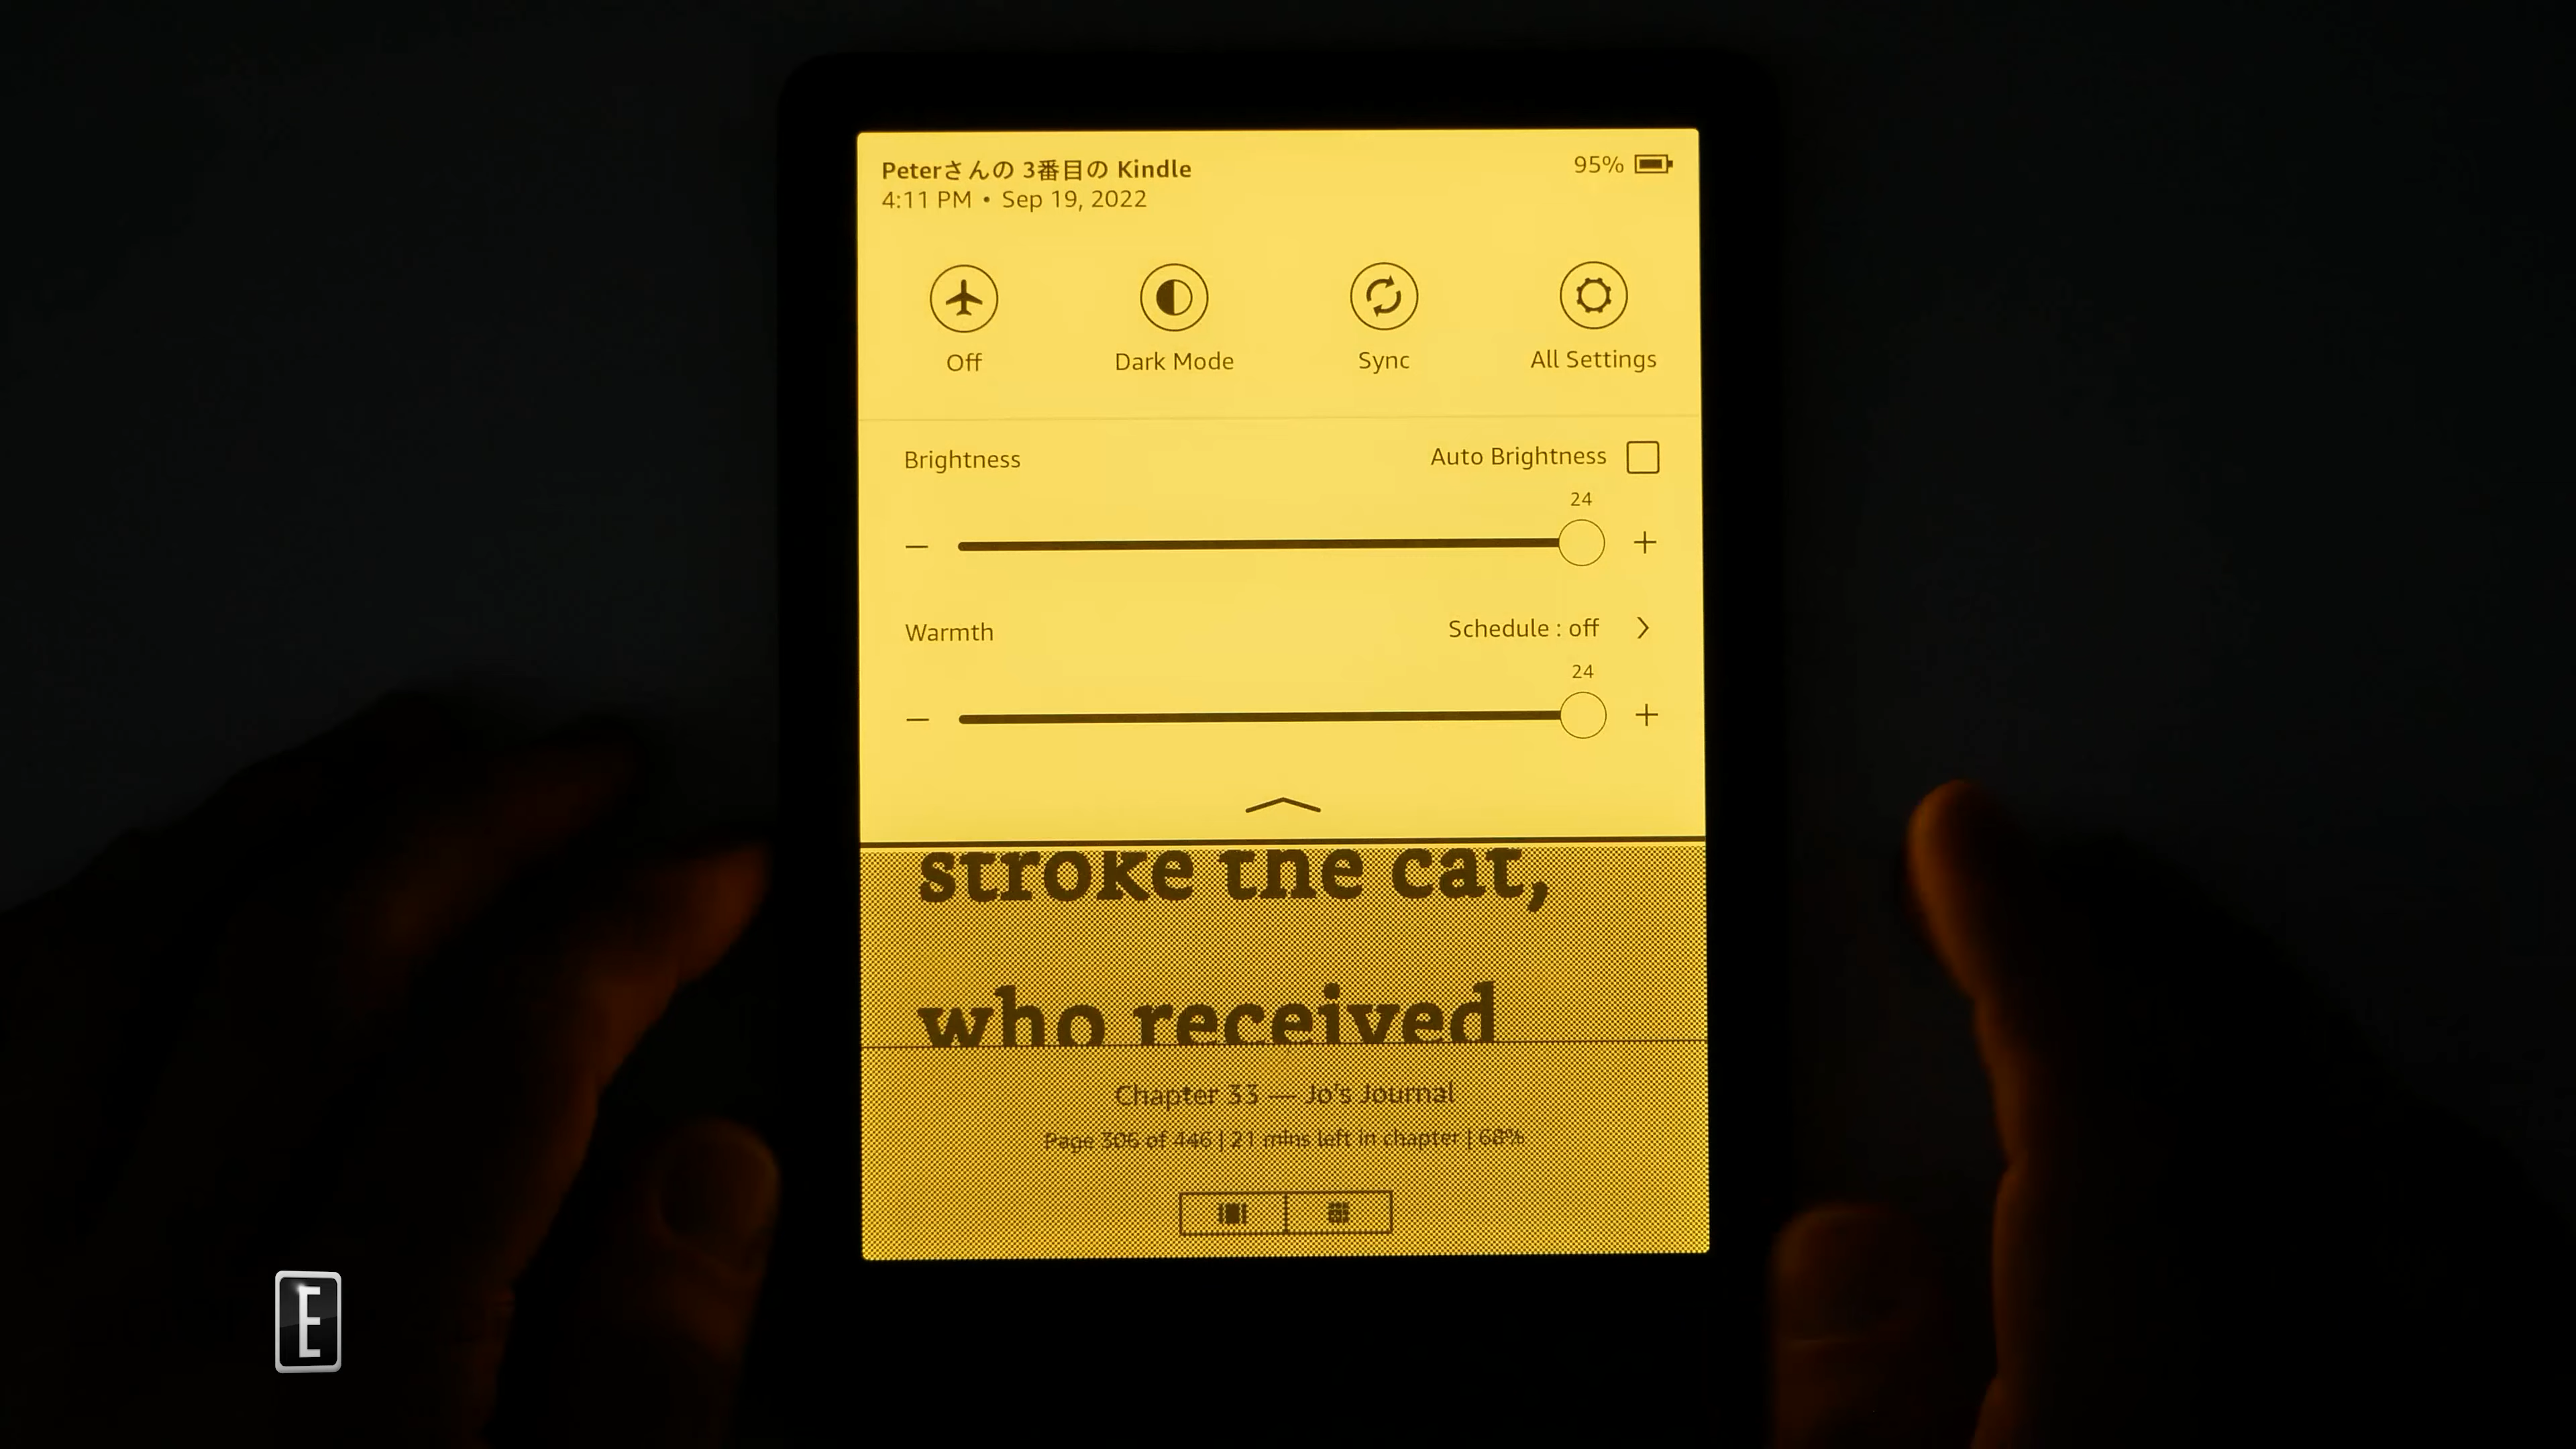 Peterさんの 3番目の Kindle
95%
4:11 PM • Sep 19, 2022
Off
Dark Mode
Sync
All Settings
Brightness
Auto Brightness
24
Warmth
Schedule : off
24
stroke the cat,
who received
Chapter 33 — Jo's Journal
Page 306 of 446 | 21 mins left in chapter | 68%
E